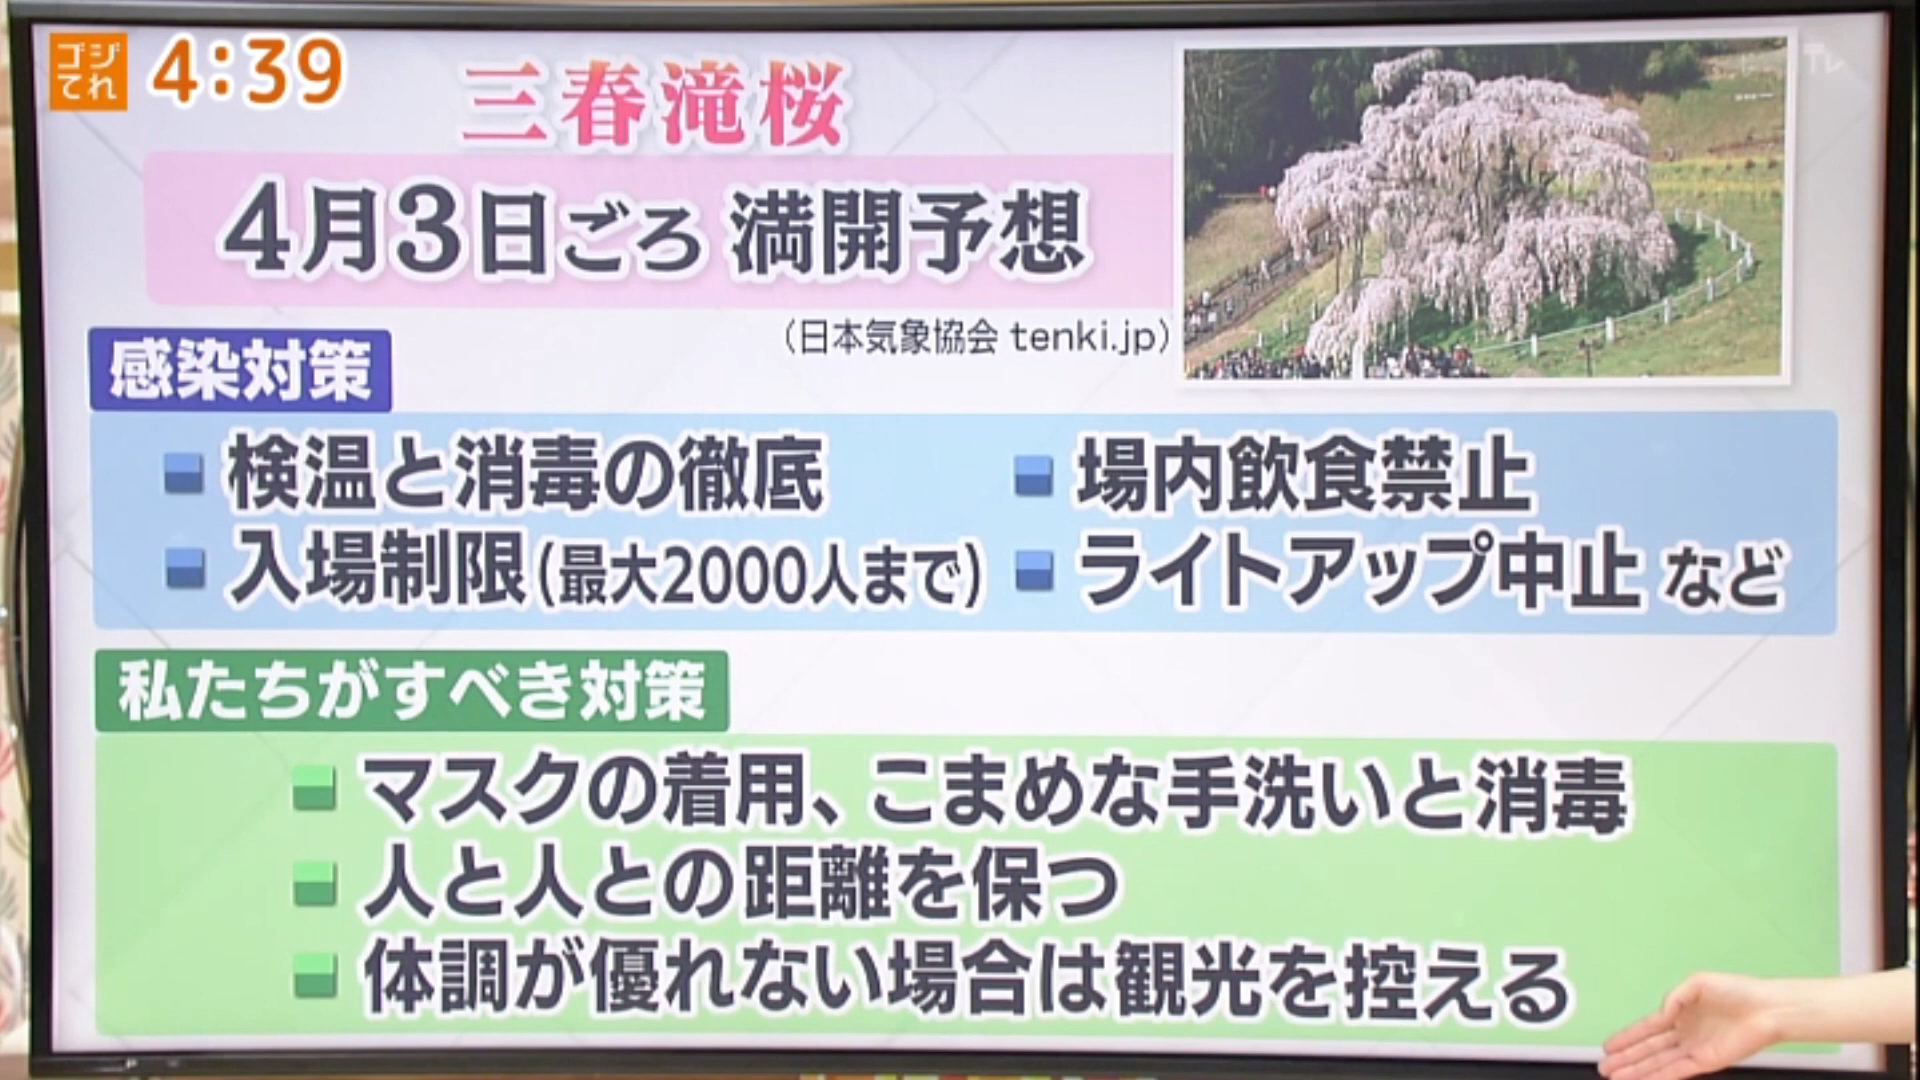 ゴジ
てれ
4:39
三春滝桜
4月3日ごろ 満開予想
(日本気象協会 tenki.jp)
感染対策
検温と消毒の徹底
場内飲食禁止
入場制限(最大2000人まで)
ライトアップ中止 など
私たちがすべき対策
マスクの着用、こまめな手洗いと消毒
人と人との距離を保つ
体調が優れない場合は観光を控える